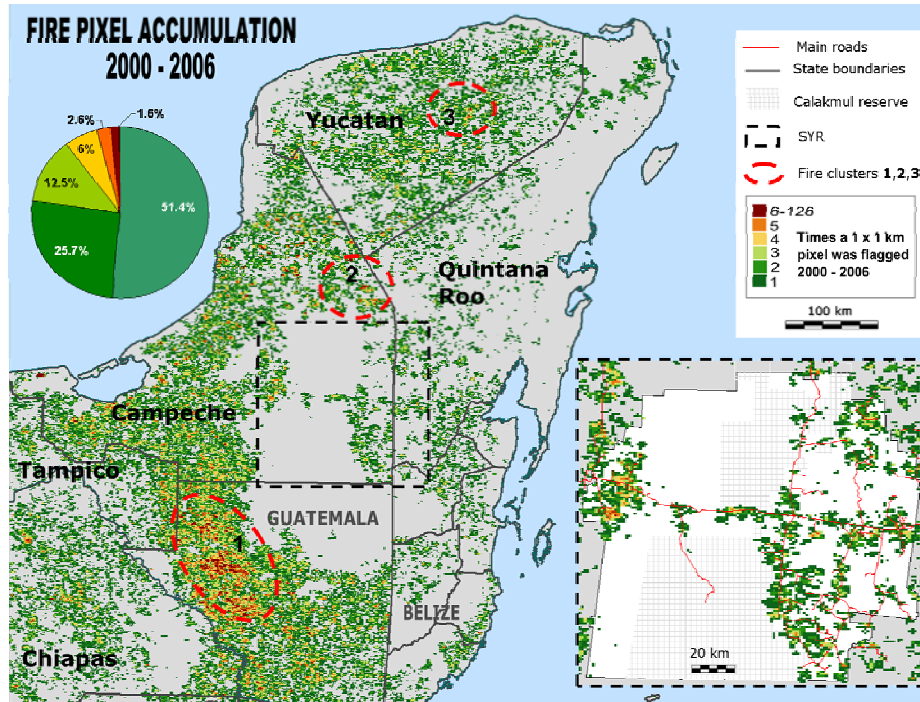 FIRE PIXEL ACCUMULATION
2000 - 2006
2.6%
1.6%
6%
12.5%
51.4%
25.7%
Main roads
State boundaries
Calakmul reserve
SYR
Fire clusters 1,2,3
6-126
5
4
3
2
1
Times a 1 x 1 km
pixel was flagged
2000 - 2006
100 km
Yucatan
3
2
Quintana
Roo
Campeche
Tampico
GUATEMALA
1
BELIZE
Chiapas
20 km